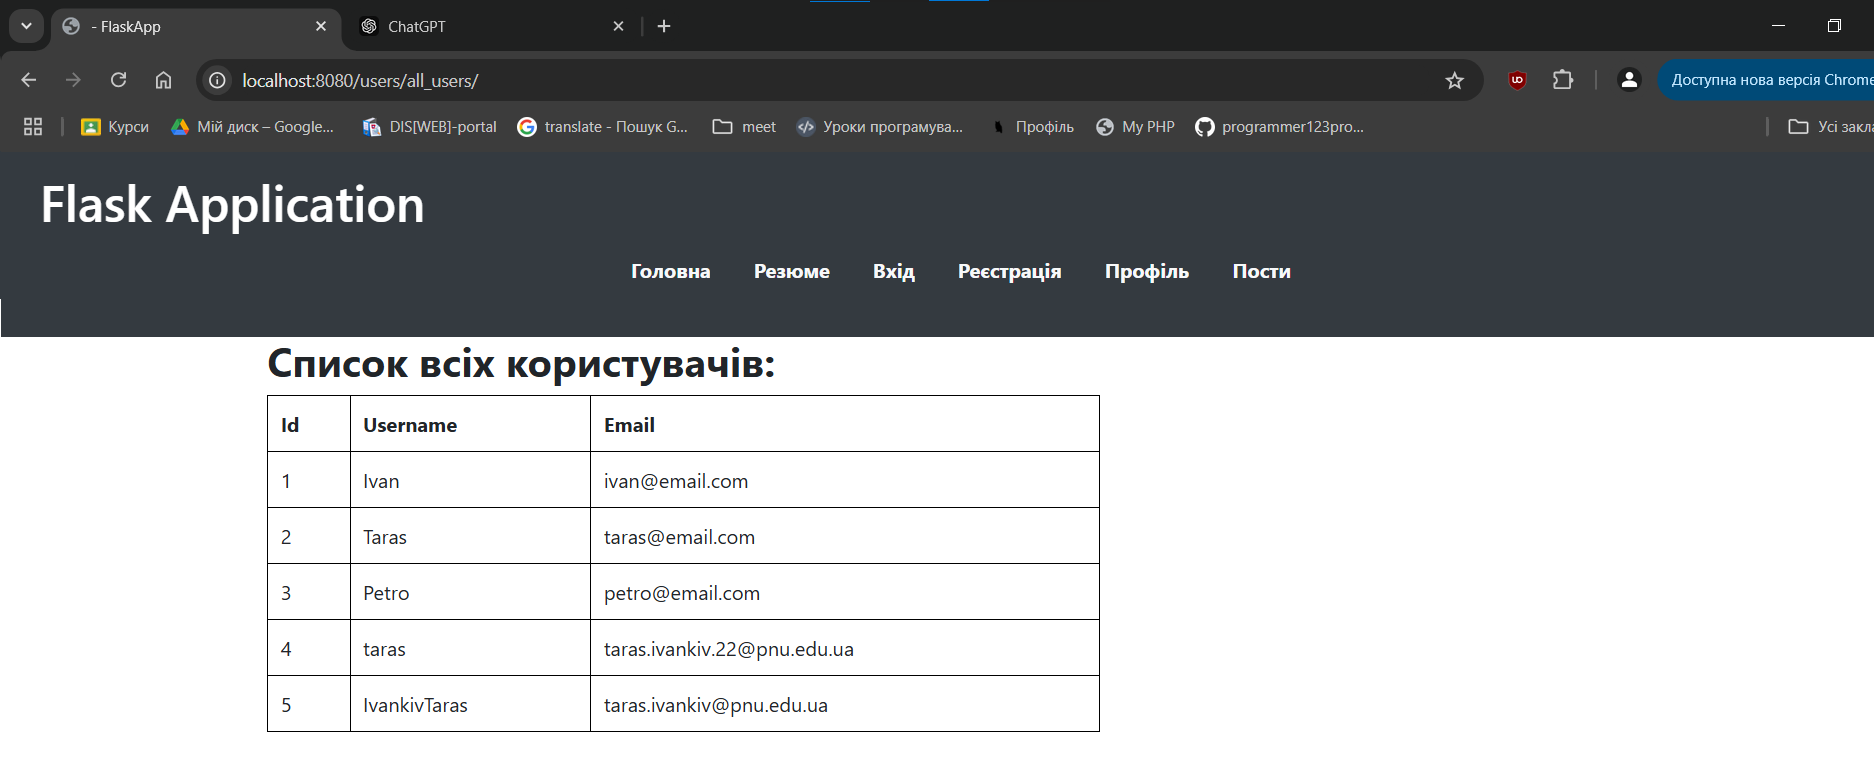 - FlaskApp
ChatGPT
localhost:8080/users/all_users/
Доступна нова версія Chrome
Курси
Мій диск – Google...
DIS[WEB]-portal
translate - Пошук G...
meet
Уроки програмува...
Профіль
My PHP
programmer123pro...
Усі закла
Flask Application
Головна Резюме Вхід Реєстрація Профіль Пости
Список всіх користувачів:
Id Username Email
1 Ivan ivan@email.com
2 Taras taras@email.com
3 Petro petro@email.com
4 taras taras.ivankiv.22@pnu.edu.ua
5 IvankivTaras taras.ivankiv@pnu.edu.ua